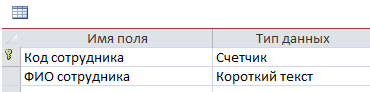 Имя поля Тип данных
Код сотрудника Счетчик
ФИО сотрудника Короткий текст